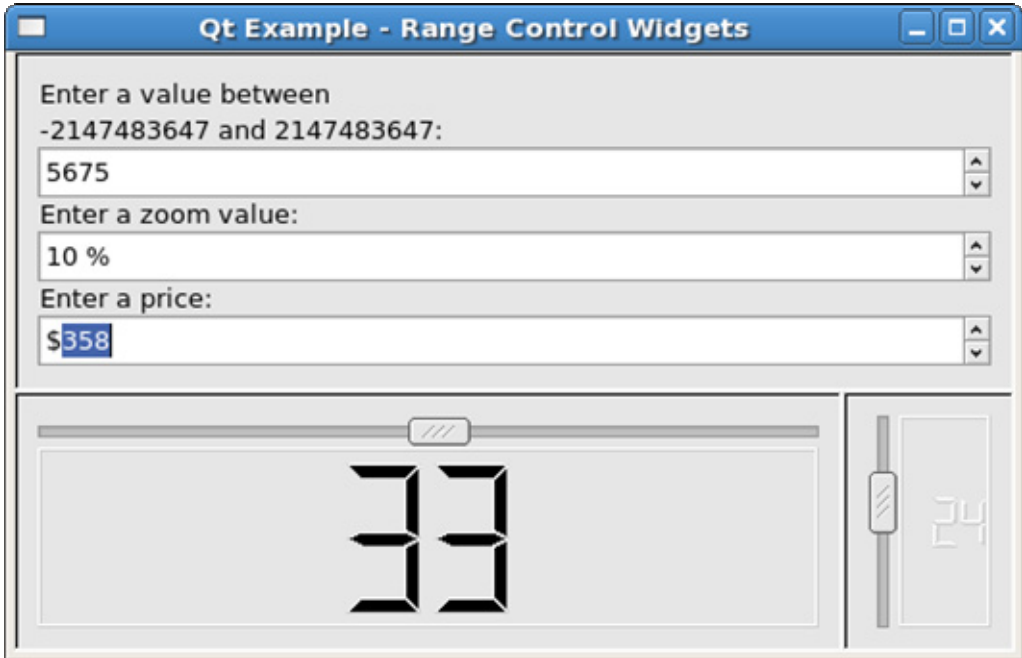 Qt Example - Range Control Widgets
Enter a value between
-2147483647 and 2147483647:
5675
Enter a zoom value:
10 %
Enter a price:
$358
33
24